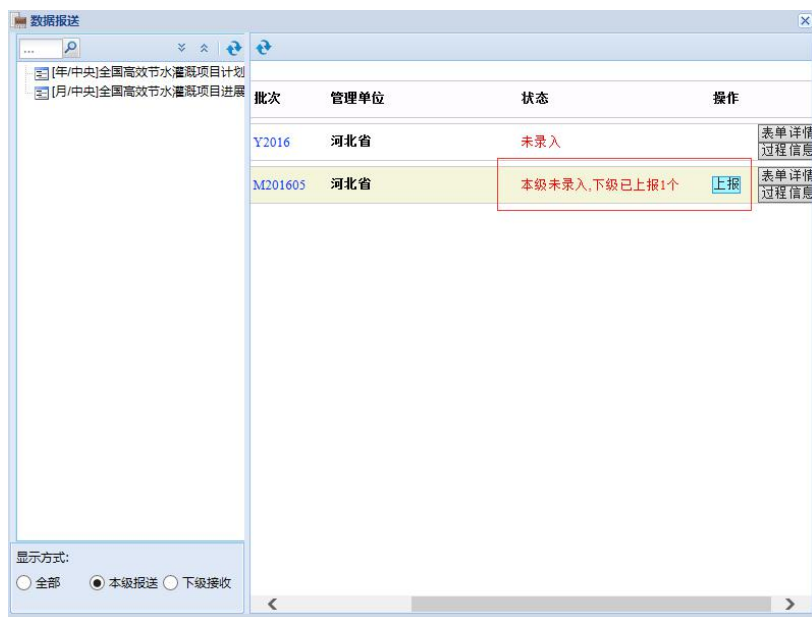 数据报送
...
[年/中央]全国高效节水灌溉项目计划
[月/中央]全国高效节水灌溉项目进展
批次 管理单位 状态 操作
Y2016 河北省 未录入 表单详情
过程信息
M201605 河北省 本级未录入,下级已上报1个 上报 表单详情
过程信息
显示方式:
全部 本级报送 下级接收